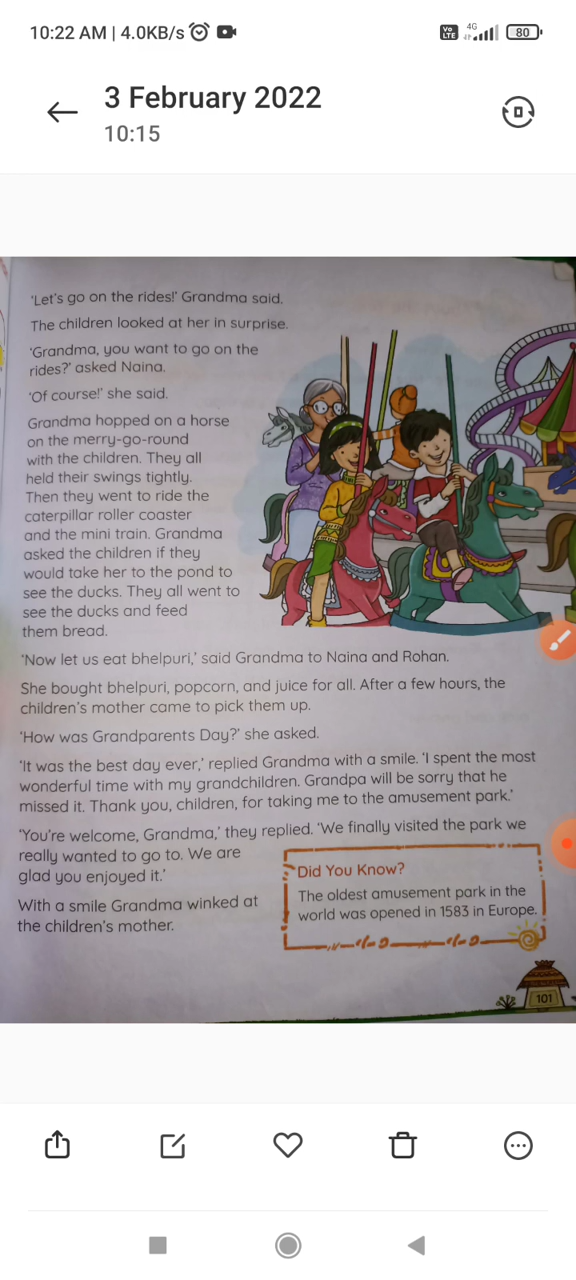 10:22 AM | 4.0KB/s
Vo LTE 4G 80
3 February 2022
10:15
'Let's go on the rides!' Grandma said.
The children looked at her in surprise.
'Grandma, you want to go on the
rides?' asked Naina.
'Of course!' she said.
Grandma hopped on a horse
on the merry-go-round
with the children. They all
held their swings tightly.
Then they went to ride the
caterpillar roller coaster
and the mini train. Grandma
asked the children if they
would take her to the pond to
see the ducks. They all went to
see the ducks and feed
them bread.
'Now let us eat bhelpuri,' said Grandma to Naina and Rohan.
She bought bhelpuri, popcorn, and juice for all. After a few hours, the
children's mother came to pick them up.
'How was Grandparents Day?' she asked.
'It was the best day ever,' replied Grandma with a smile. 'I spent the most
wonderful time with my grandchildren. Grandpa will be sorry that he
missed it. Thank you, children, for taking me to the amusement park.'
'You're welcome, Grandma,' they replied. 'We finally visited the park we
really wanted to go to. We are
glad you enjoyed it.'
With a smile Grandma winked at
the children's mother.
Did You Know?
The oldest amusement park in the
world was opened in 1583 in Europe.
101